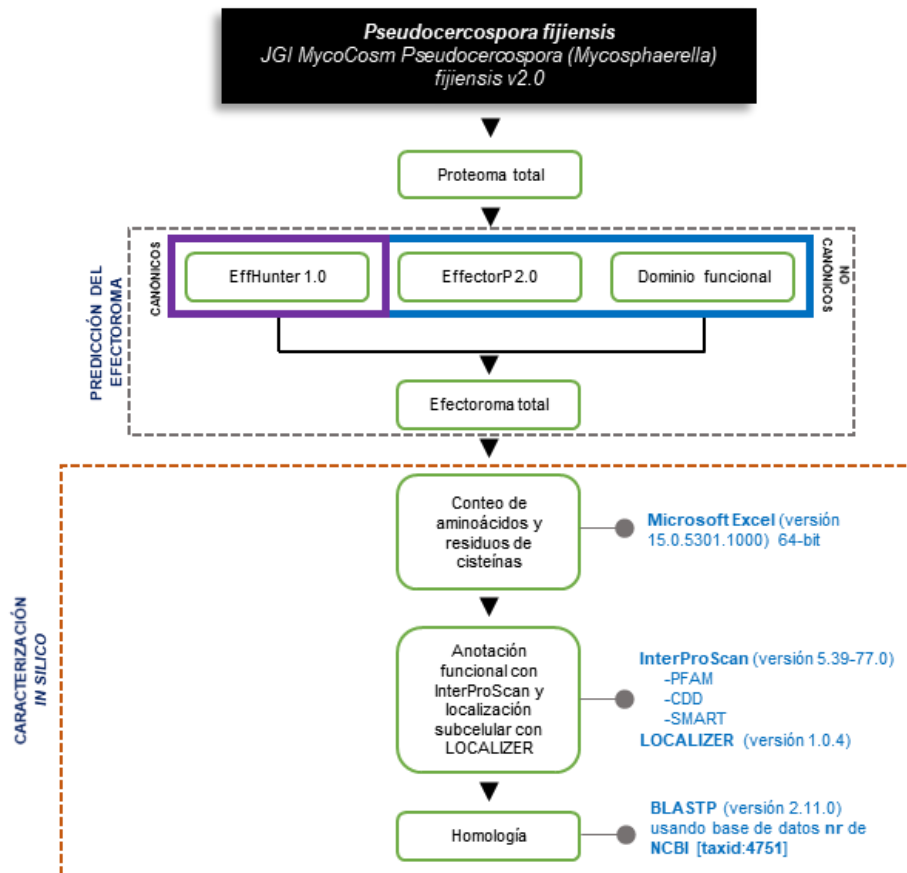 Pseudocercospora fijiensis
JGI MycoCosm Pseudocercospora (Mycosphaerella)
fijiensis v2.0
Proteoma total
PREDICCIÓN DEL
EFECTOROMA
CANÓNICOS
EffHunter 1.0
EffectorP 2.0
Dominio funcional
NO
CANÓNICOS
Efectoroma total
CARACTERIZACIÓN
IN SILICO
Conteo de
aminoácidos y
residuos de
cisteínas
Microsoft Excel (versión
15.0.5301.1000) 64-bit
Anotación
funcional con
InterProScan y
localización
subcelular con
LOCALIZER
InterProScan (versión 5.39-77.0)
-PFAM
-CDD
-SMART
LOCALIZER (versión 1.0.4)
Homología
BLASTP (versión 2.11.0)
usando base de datos nr de
NCBI [taxid:4751]